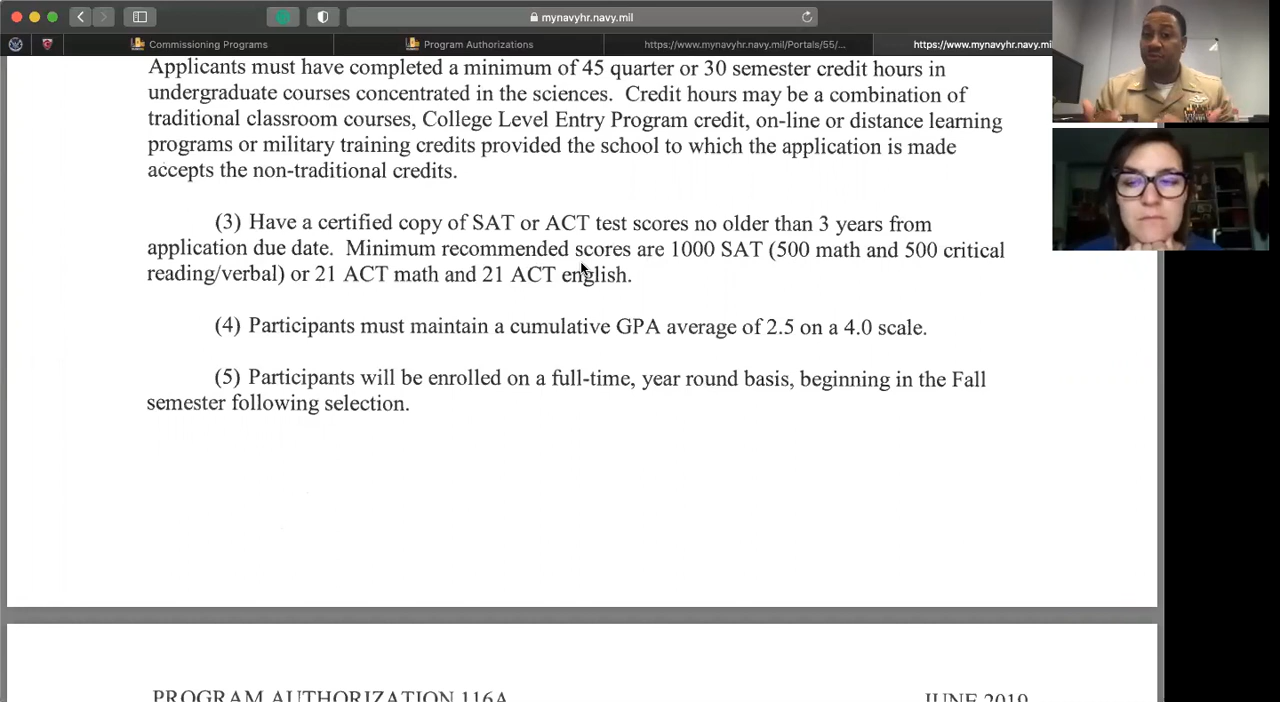 mynavyhr.navy.mil
Commissioning Programs
Program Authorizations
https://www.mynavyhr.navy.mil/Portals/55/...
https://www.mynavyhr.navy.mi
Applicants must have completed a minimum of 45 quarter or 30 semester credit hours in
undergraduate courses concentrated in the sciences. Credit hours may be a combination of
traditional classroom courses, College Level Entry Program credit, on-line or distance learning
programs or military training credits provided the school to which the application is made
accepts the non-traditional credits.
(3) Have a certified copy of SAT or ACT test scores no older than 3 years from
application due date. Minimum recommended scores are 1000 SAT (500 math and 500 critical
reading/verbal) or 21 ACT math and 21 ACT english.
(4) Participants must maintain a cumulative GPA average of 2.5 on a 4.0 scale.
(5) Participants will be enrolled on a full-time, year round basis, beginning in the Fall
semester following selection.
PROGRAM AUTHORIZATION 116A
JUNE 2019